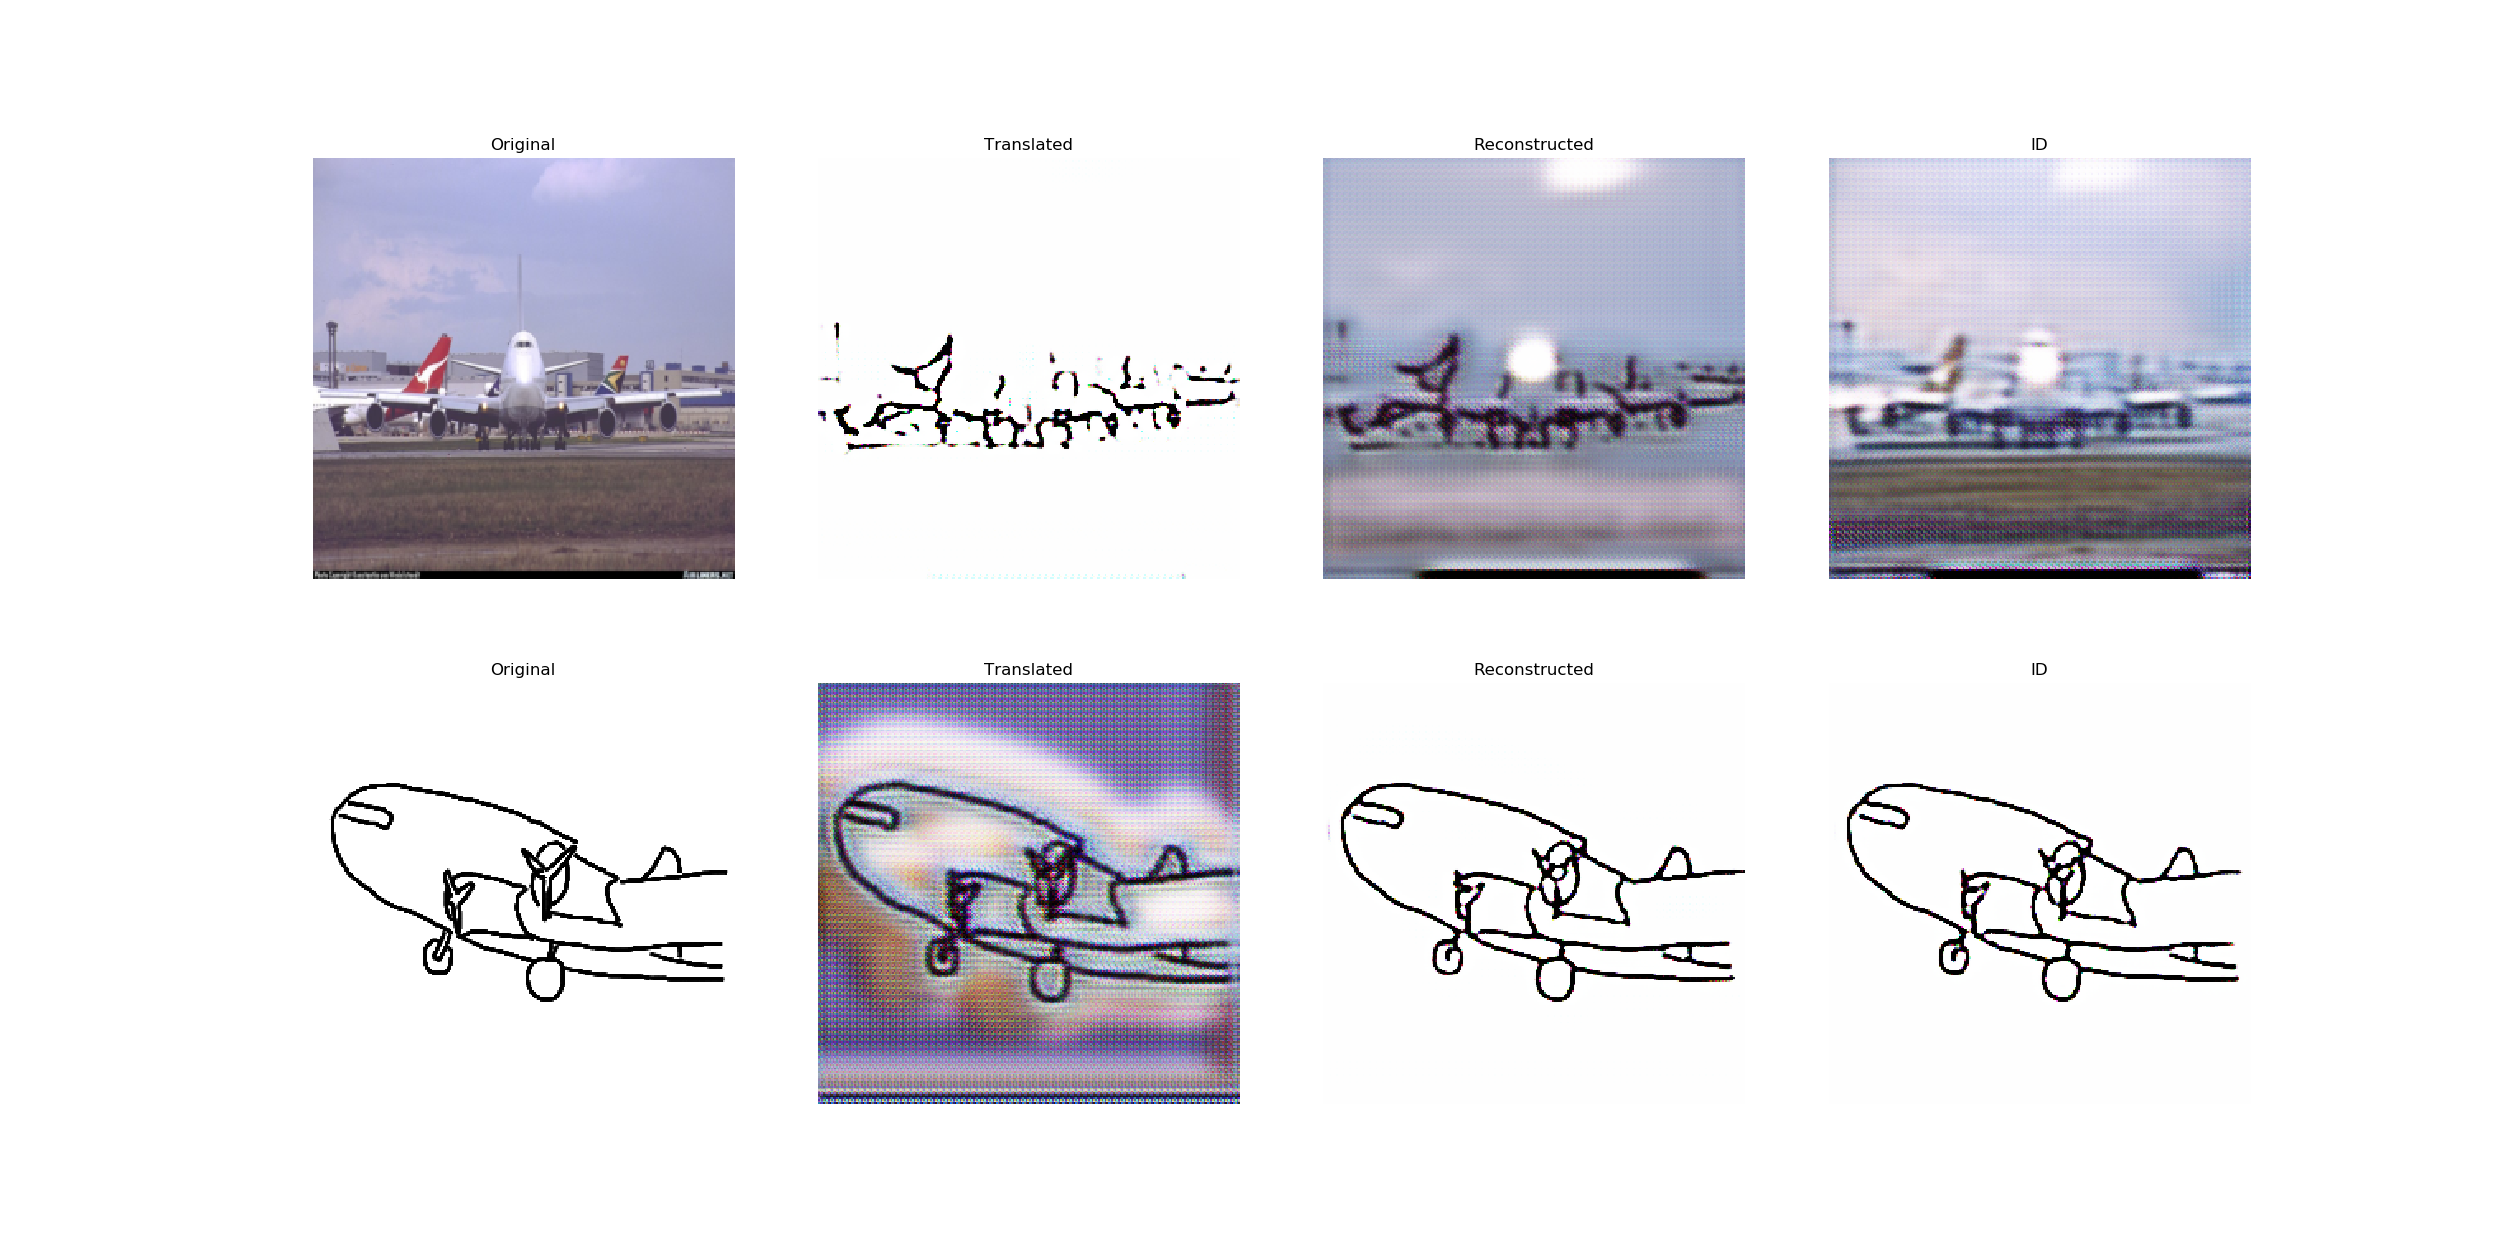 Original
Translated
Reconstructed
ID
Original
Translated
Reconstructed
ID